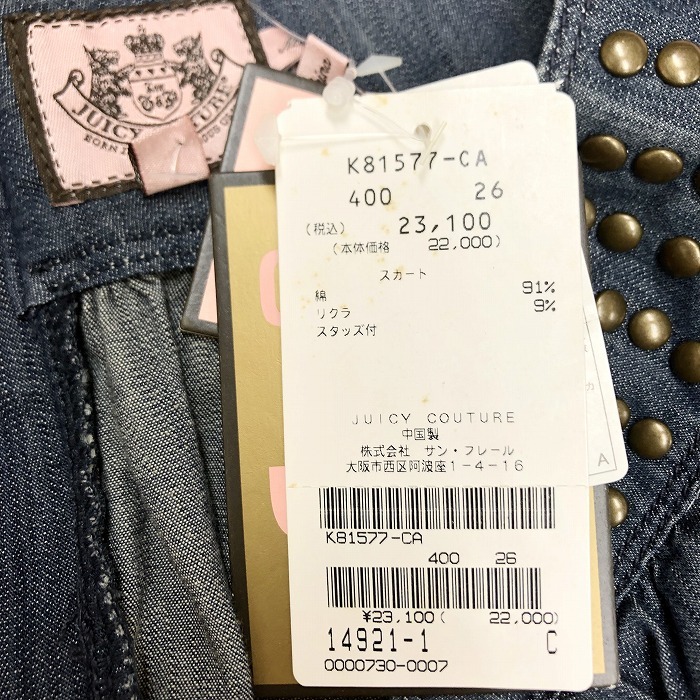 JUICY COUTURE
K81577-CA
400 26
(税込) 23,100
(本体価格 22,000)
スカート
綿 91%
リクラ 9%
スタッズ付
JUICY COUTURE
中国製
株式会社 サン・フレール
大阪市西区阿波座1-4-16
K81577-CA
400 26
¥23,100( 22,000)
14921-1 C
0000730-0007
A